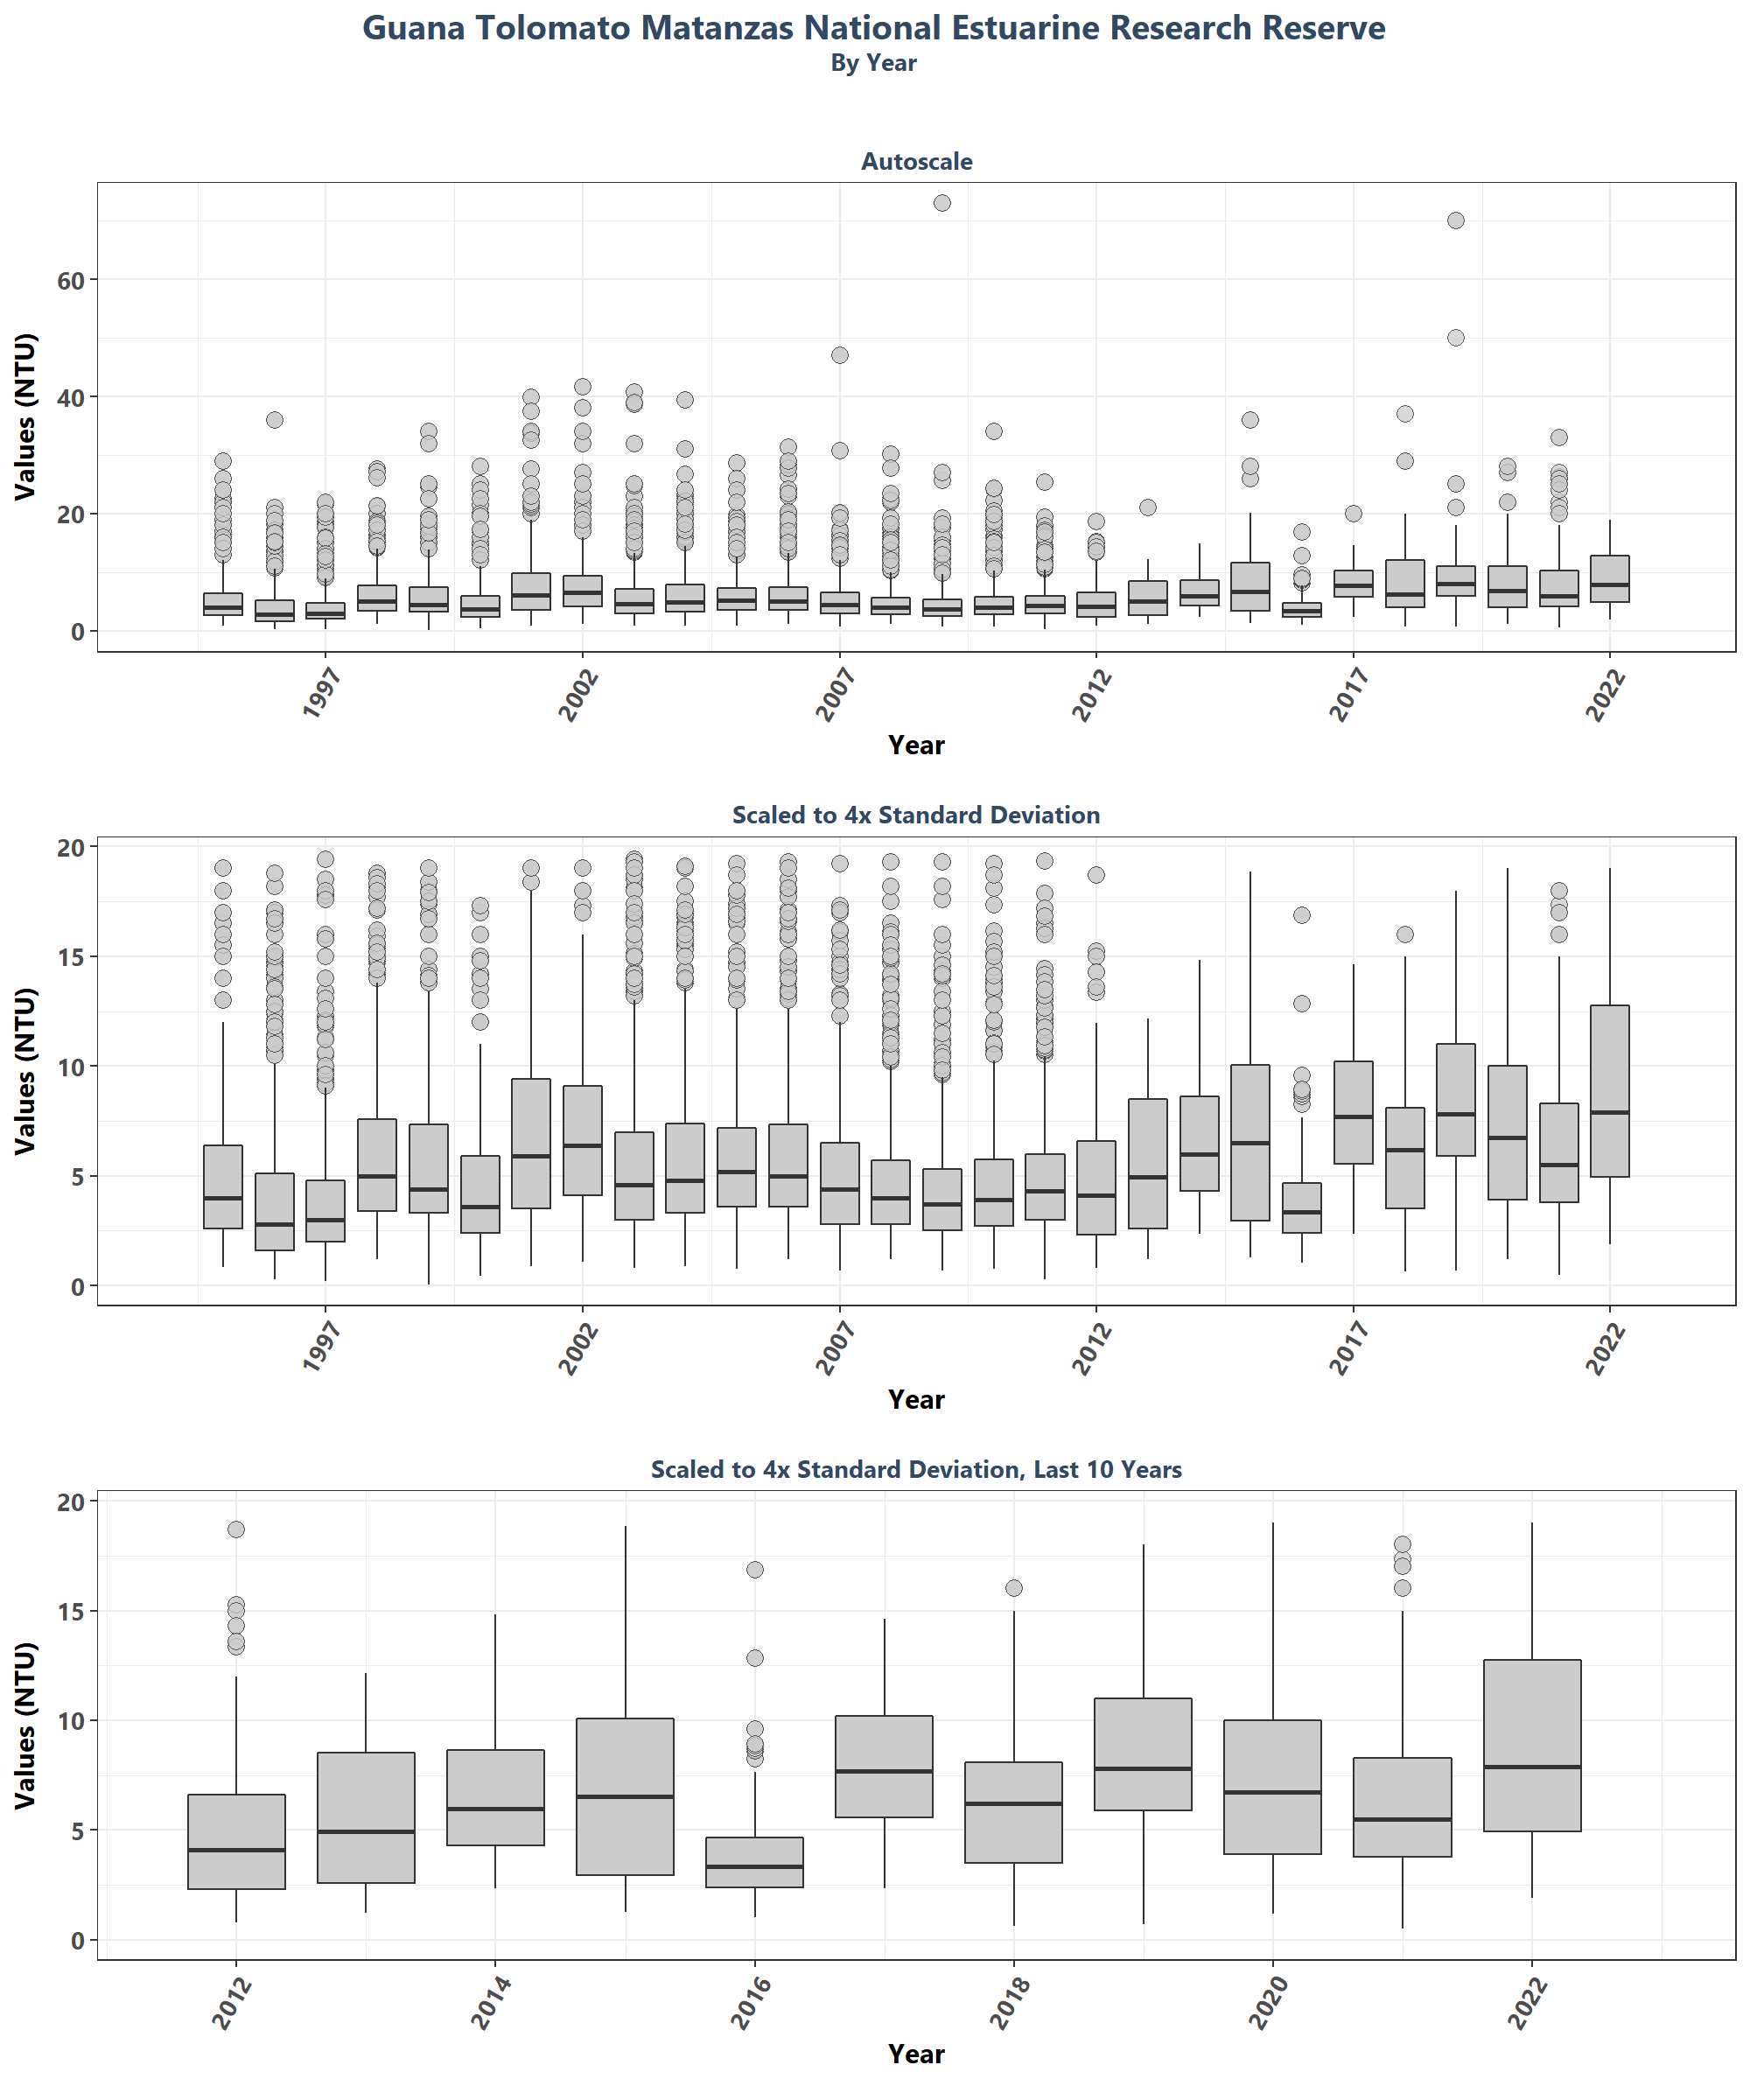 Guana Tolomato Matanzas National Estuarine Research Reserve
By Year
Autoscale
Values (NTU)
60
40
20
0
1997 2002 2007 2012 2017 2022
Year
Scaled to 4x Standard Deviation
Values (NTU)
20
15
10
5
0
1997 2002 2007 2012 2017 2022
Year
Scaled to 4x Standard Deviation, Last 10 Years
Values (NTU)
20
15
10
5
0
2012 2014 2016 2018 2020 2022
Year